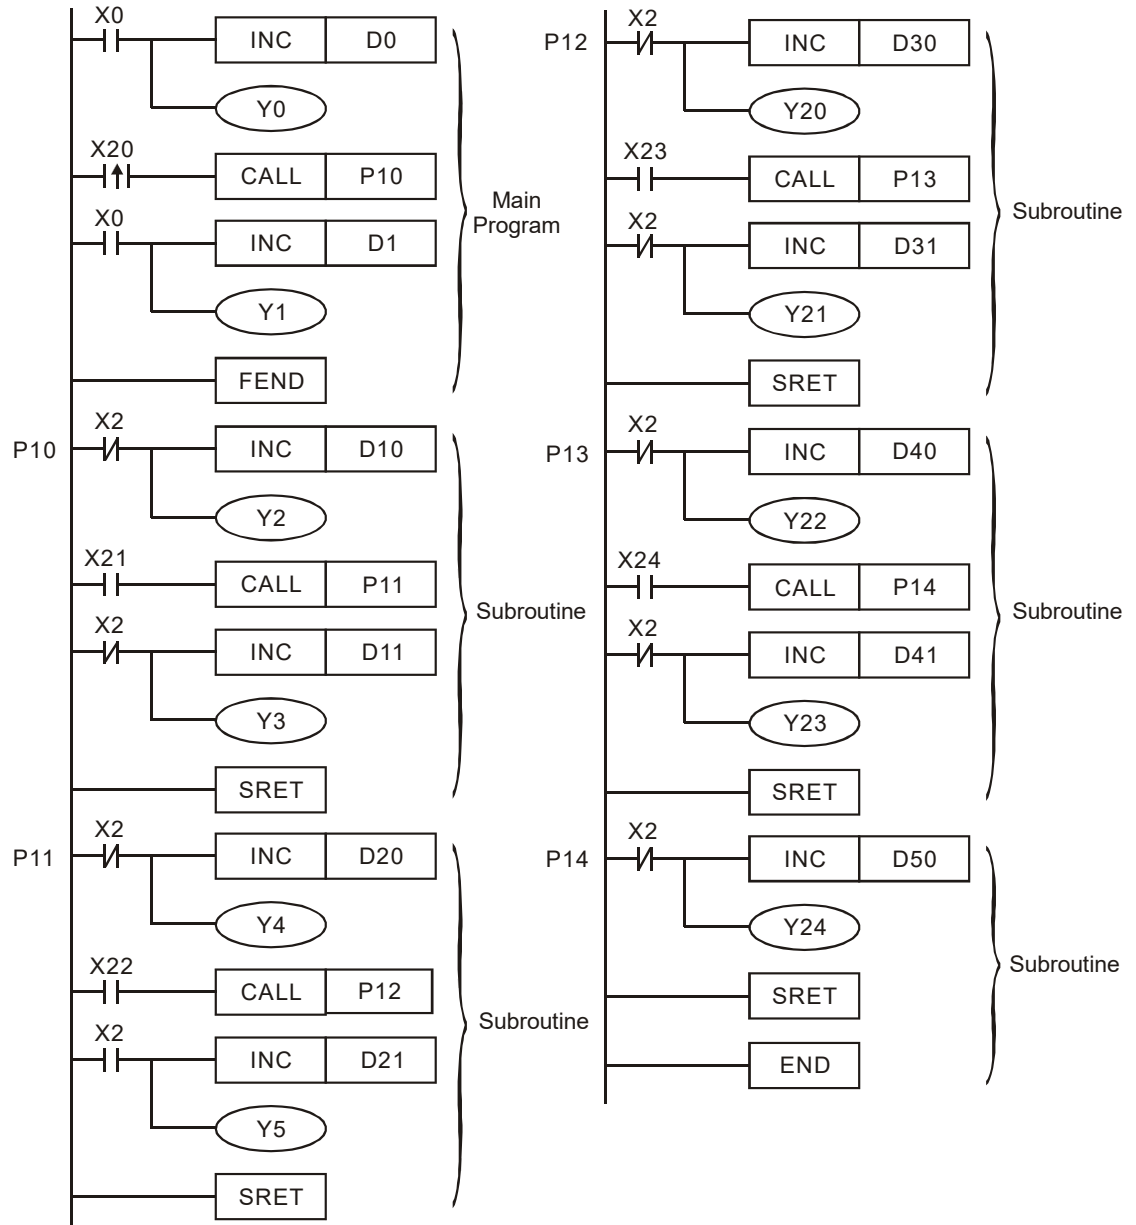 X0
INC D0
Y0
X20
CALL P10
X0
INC D1
Y1
FEND
Main
Program
P10
X2
INC D10
Y2
X21
CALL P11
X2
INC D11
Y3
SRET
Subroutine
P11
X2
INC D20
Y4
X22
CALL P12
X2
INC D21
Y5
SRET
Subroutine
P12
X2
INC D30
Y20
X23
CALL P13
X2
INC D31
Y21
SRET
Subroutine
P13
X2
INC D40
Y22
X24
CALL P14
X2
INC D41
Y23
SRET
Subroutine
P14
X2
INC D50
Y24
SRET
END
Subroutine